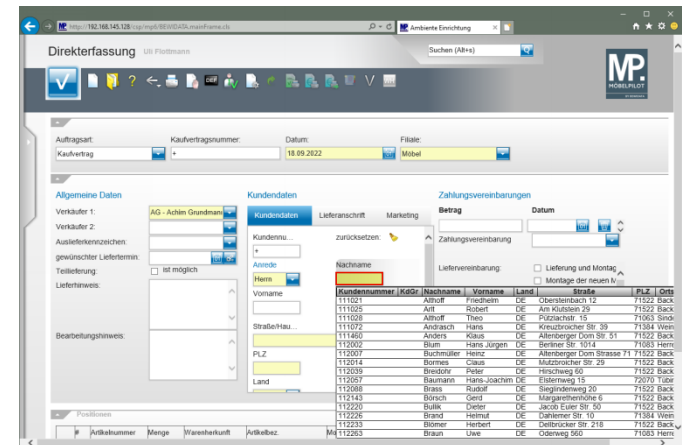 http://192.168.145.128/csp/mp6/BEWIDATA.mainFrame.cls
Ambiente Einrichtung
Direkterfassung Uli Flottmann
Suchen (Alt+s)
MP.
MÖBELPILOT
Auftragsart: Kaufvertragsnummer: Datum: Filiale:
Kaufvertrag + 18.09.2022 Möbel
Allgemeine Daten Kundendaten Zahlungsvereinbarungen
Verkäufer 1: AG - Achim Grundmann
Verkäufer 2:
Auslieferkennzeichen:
gewünschter Liefertermin:
Teillieferung: ist möglich
Lieferhinweis:
Bearbeitungshinweis:
Kundendaten Lieferanschrift Marketing
Kundennu... zurücksetzen:
+
Anrede Nachname
Herrn
Vorname
Straße/Hau...
PLZ
Land
Betrag Datum
Zahlungsvereinbarung
Liefervereinbarung: Lieferung und Montag
Montage der neuen M
Kundennummer KdGr Nachname Vorname Land Straße PLZ Orts
111021 Althoff Friedhelm DE Obersteinbach 12 71522 Back
111025 Arlt Robert DE Am Klutstein 29 71522 Back
111028 Althoff Theo DE Pützlachstr. 15 71063 Sinde
111072 Andrasch Hans DE Kreuzbroicher Str. 39 71384 Wein
111460 Anders Klaus DE Altenberger Dom Str. 51 71522 Back
112002 Blum Hans Jürgen DE Berliner Str. 1014 71083 Herre
112007 Buchmüller Heinz DE Altenberger Dom Strasse 71 71522 Back
112014 Bormes Claus DE Mutzbroicher Str. 29 71522 Back
112039 Breidohr Peter DE Hirschweg 60 71522 Back
112057 Baumann Hans-Joachim DE Elsternweg 15 72070 Tübin
112088 Brass Rudolf DE Sieglindenweg 20 71522 Back
112143 Börsch Gerd DE Margarethenhöhe 6 71522 Back
112220 Bullik Dieter DE Jacob Euler Str. 50 71522 Back
112226 Brand Helmut DE Dahlemer Str. 10 71384 Wein
112233 Blömer Herbert DE Dellbrücker Str. 218 71522 Back
112263 Braun Uwe DE Oderweg 560 71083 Herre
Positionen
# Artikelnummer Menge Warenherkunft Artikelbez.